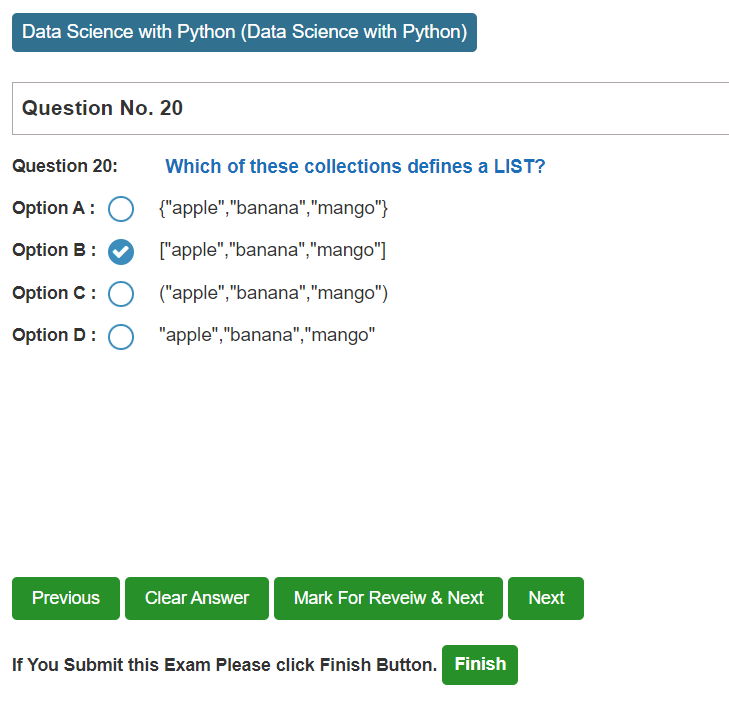 Data Science with Python (Data Science with Python)
Question No. 20
Question 20: Which of these collections defines a LIST?
Option A : {"apple","banana","mango"}
Option B : ["apple","banana","mango"]
Option C : ("apple","banana","mango")
Option D : "apple","banana","mango"
Previous Clear Answer Mark For Reveiw & Next Next
If You Submit this Exam Please click Finish Button. Finish